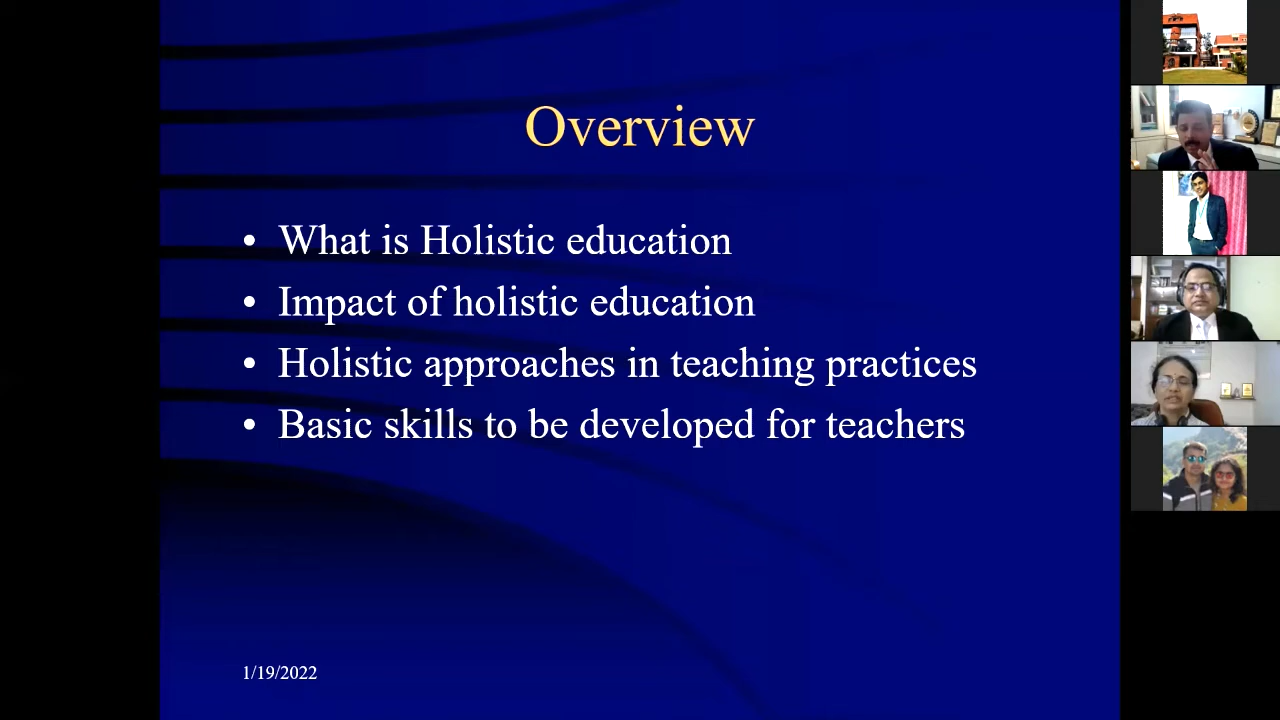 Overview
• What is Holistic education
• Impact of holistic education
• Holistic approaches in teaching practices
• Basic skills to be developed for teachers
1/19/2022